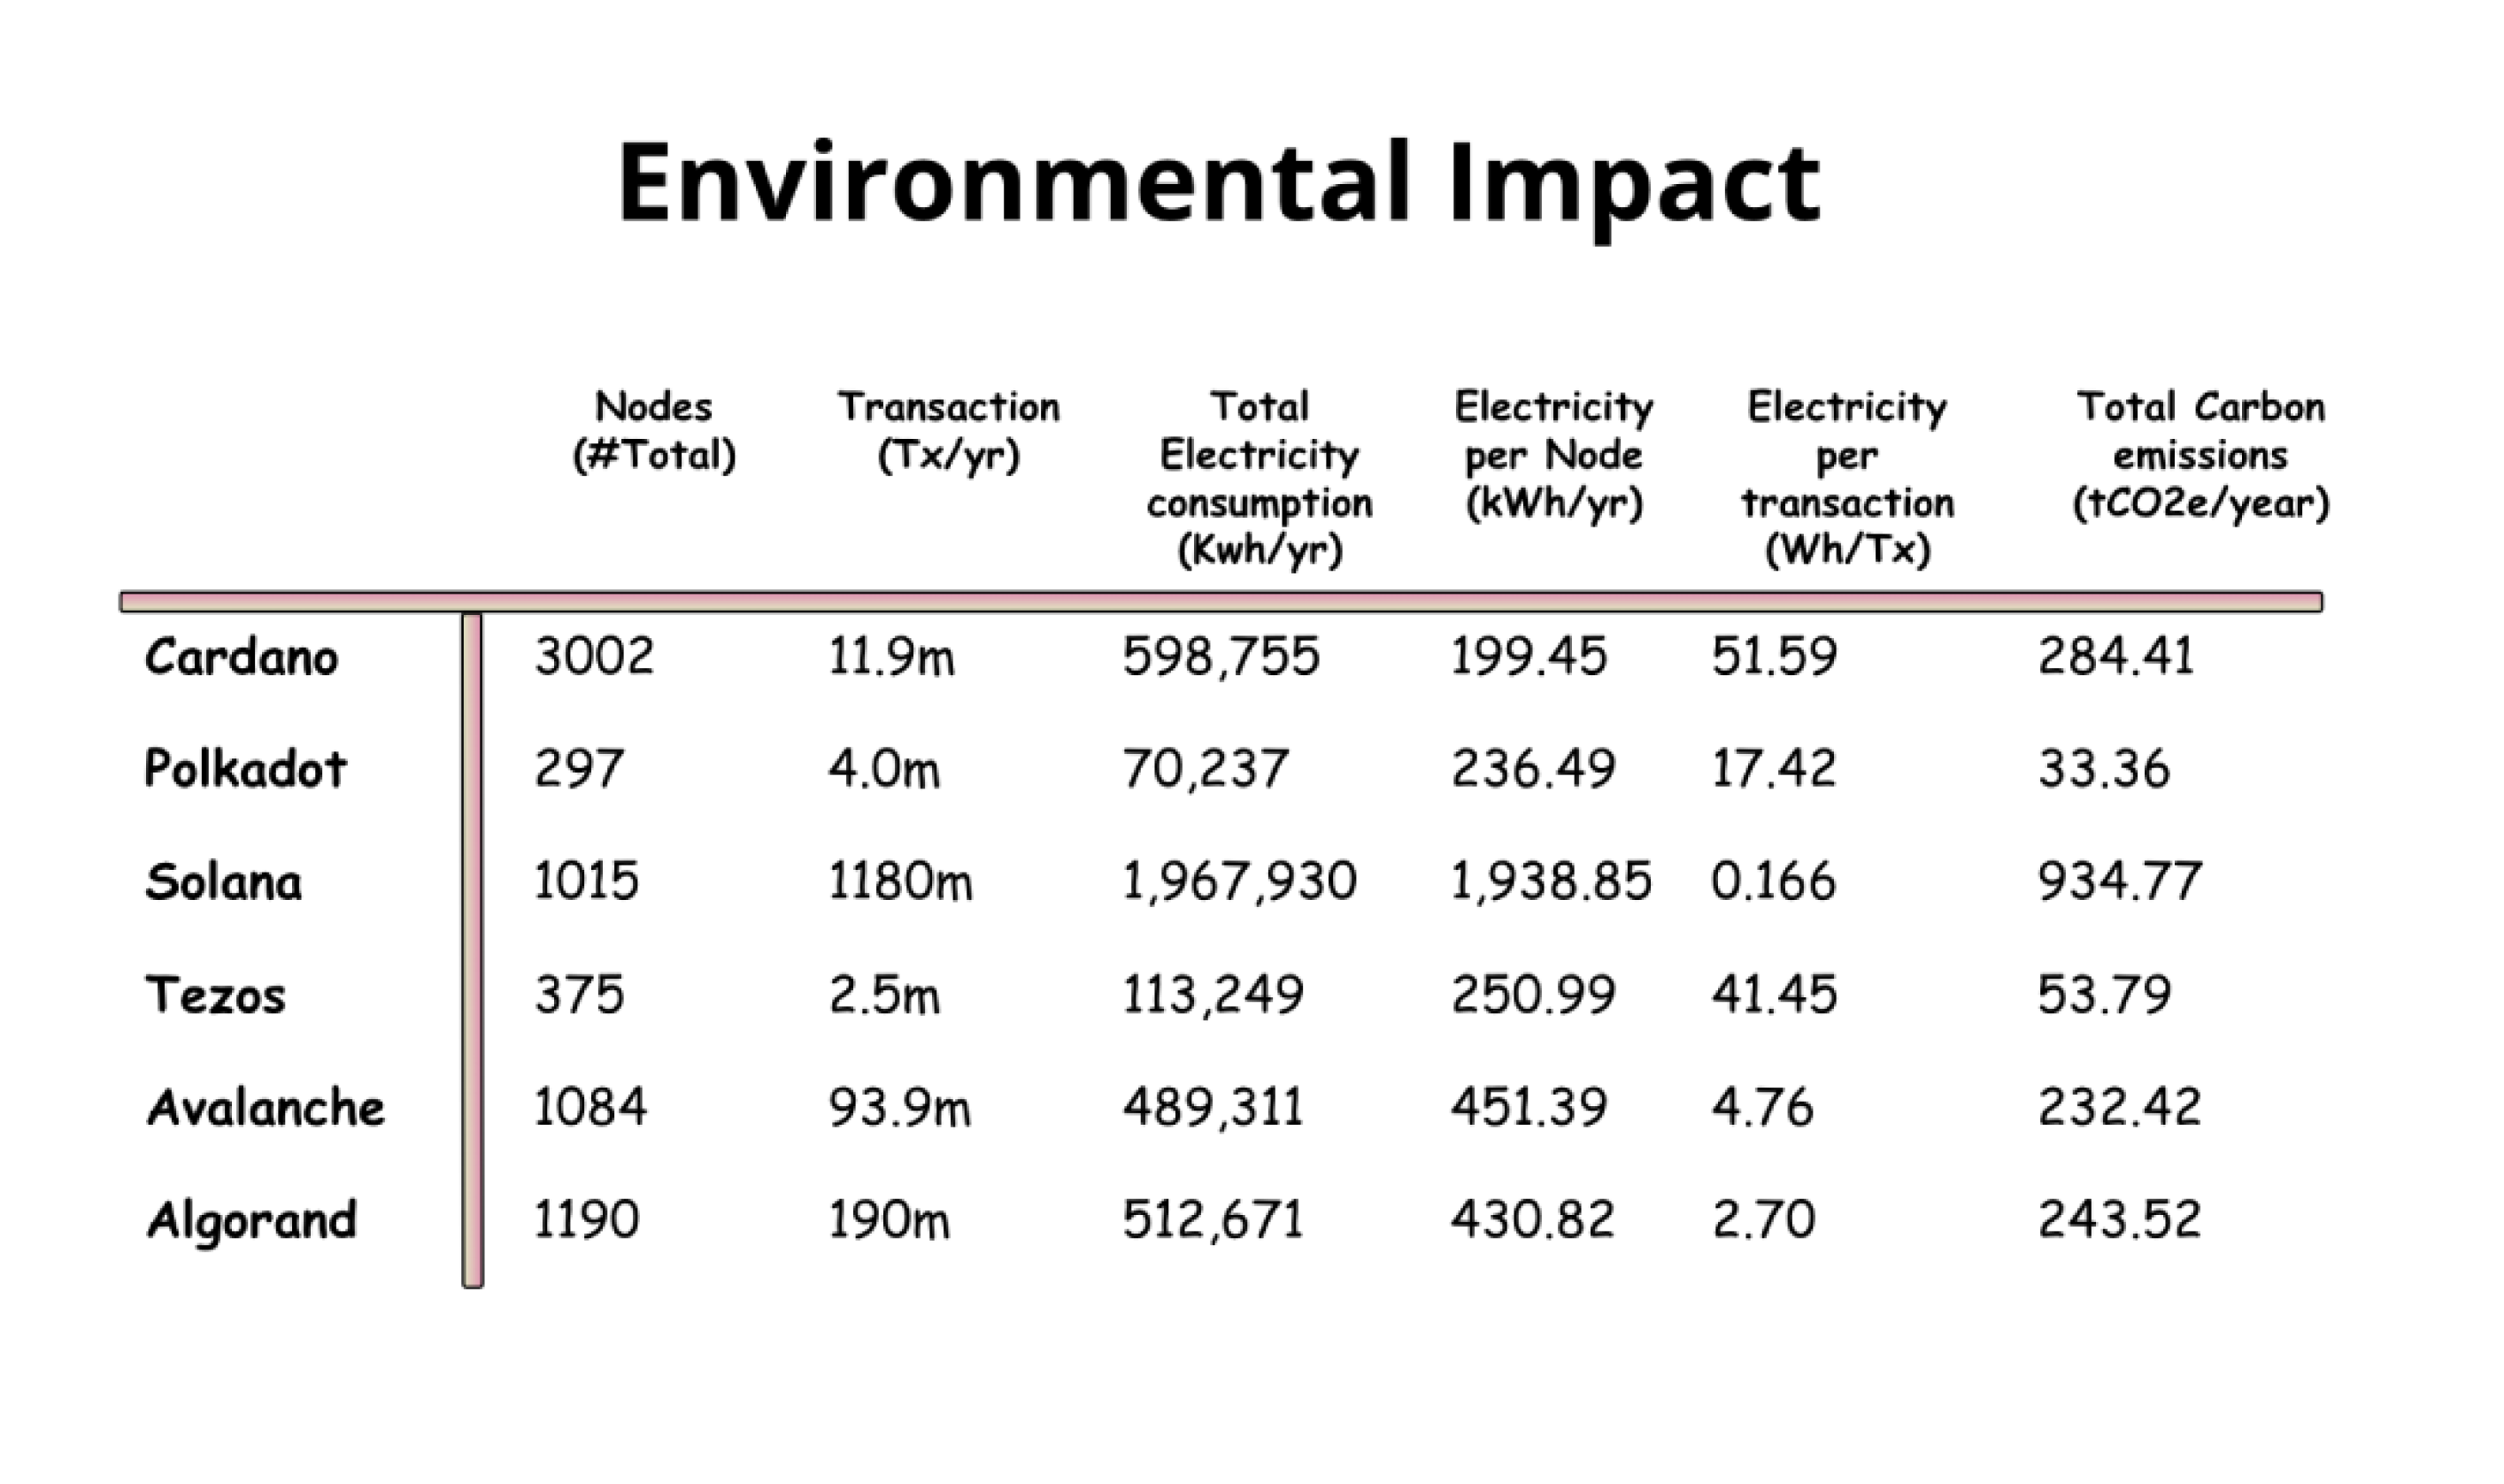 Environmental Impact
Nodes (#Total) Transaction (Tx/yr) Total Electricity consumption (Kwh/yr) Electricity per Node (kWh/yr) Electricity per transaction (Wh/Tx) Total Carbon emissions (tCO2e/year)
Cardano 3002 11.9m 598,755 199.45 51.59 284.41
Polkadot 297 4.0m 70,237 236.49 17.42 33.36
Solana 1015 1180m 1,967,930 1,938.85 0.166 934.77
Tezos 375 2.5m 113,249 250.99 41.45 53.79
Avalanche 1084 93.9m 489,311 451.39 4.76 232.42
Algorand 1190 190m 512,671 430.82 2.70 243.52